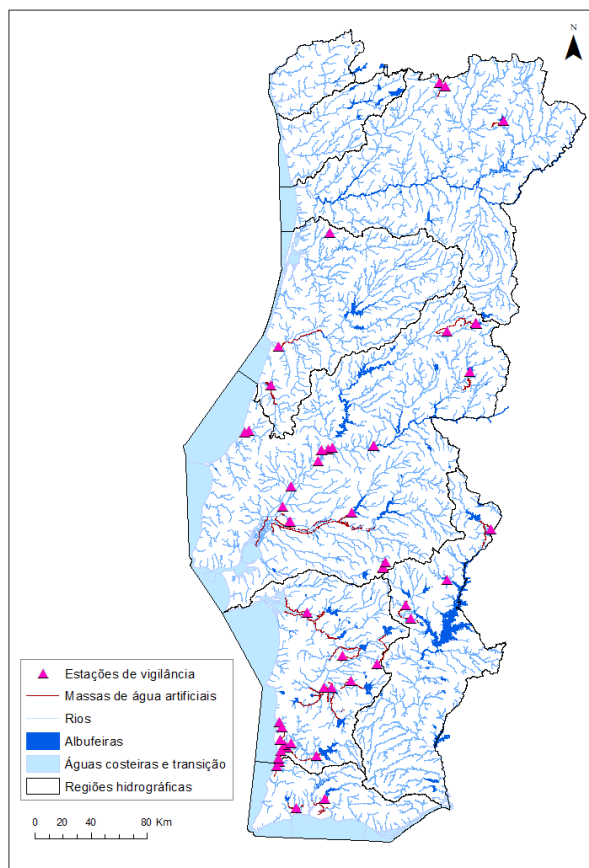 N
Estações de vigilância
Massas de água artificiais
Rios
Albufeiras
Águas costeiras e transição
Regiões hidrográficas
0 20 40 80 Km